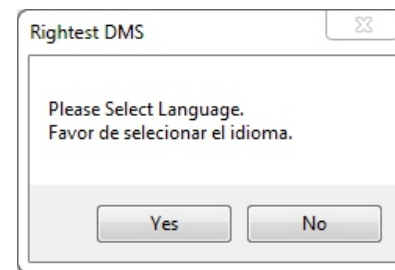 Rightest DMS
Please Select Language.
Favor de selecionar el idioma.
Yes
No